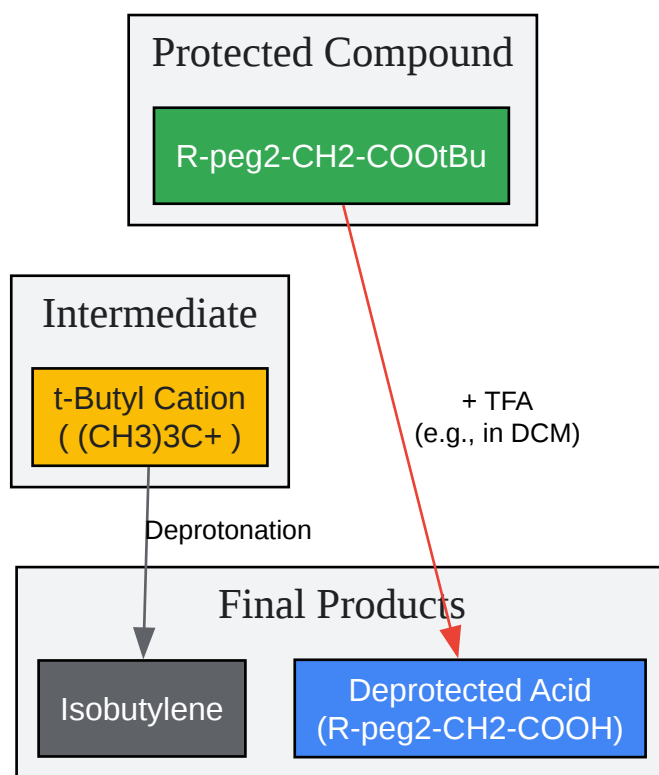 Protected Compound
R-peg2-CH2-COOtBu
Intermediate
t-Butyl Cation
( (CH3)3C+ )
+ TFA
(e.g., in DCM)
Deprotonation
Final Products
Isobutylene
Deprotected Acid
(R-peg2-CH2-COOH)